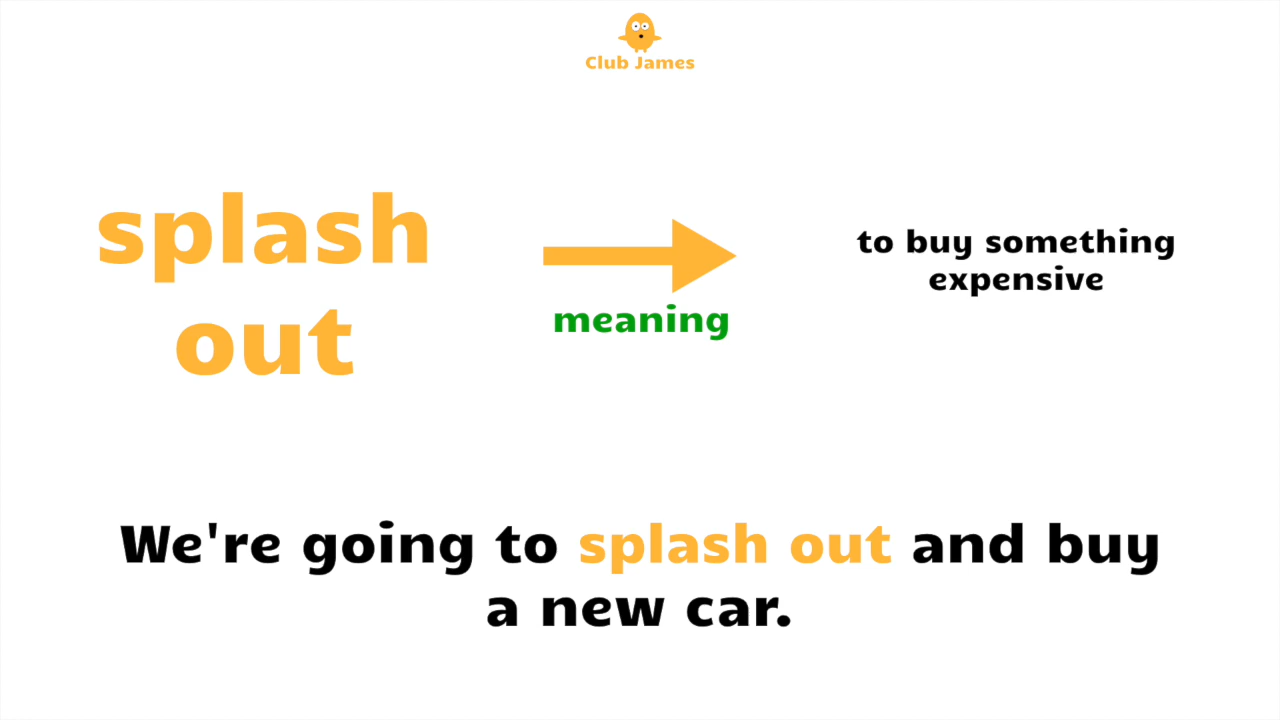 Club James
splash
out
meaning
to buy something
expensive
We're going to splash out and buy
a new car.